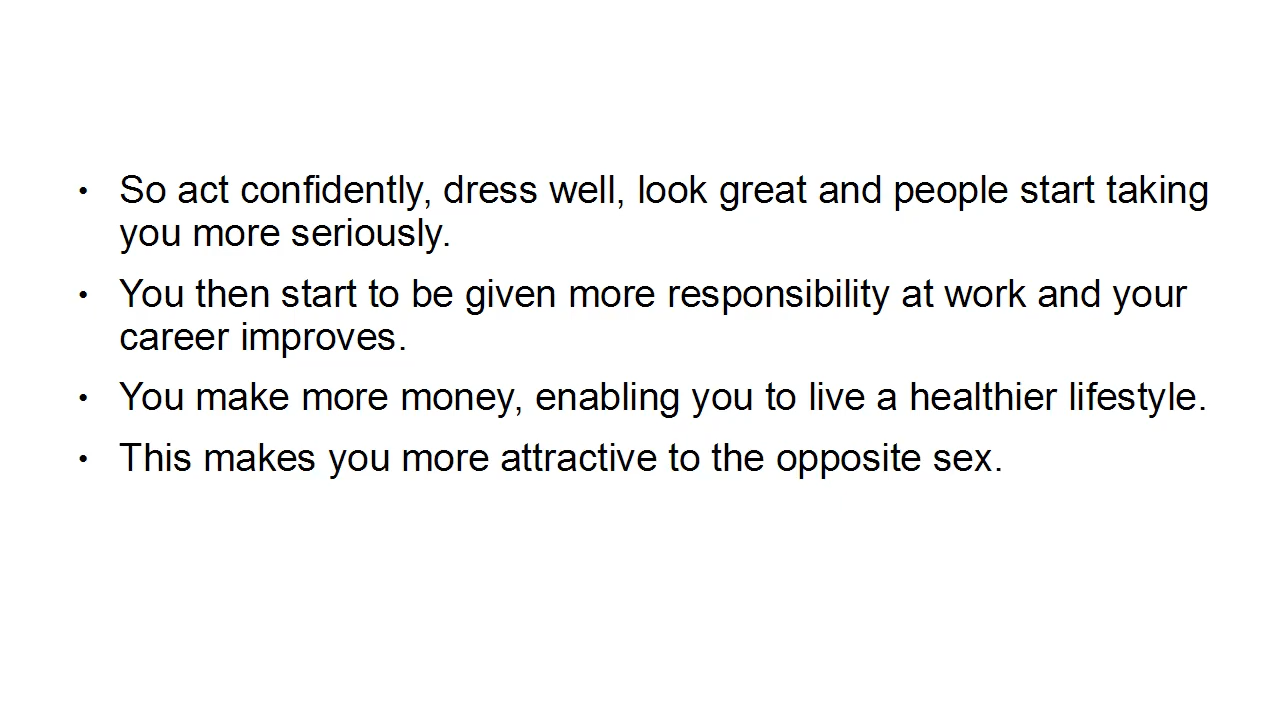 • So act confidently, dress well, look great and people start taking
you more seriously.
• You then start to be given more responsibility at work and your
career improves.
• You make more money, enabling you to live a healthier lifestyle.
• This makes you more attractive to the opposite sex.